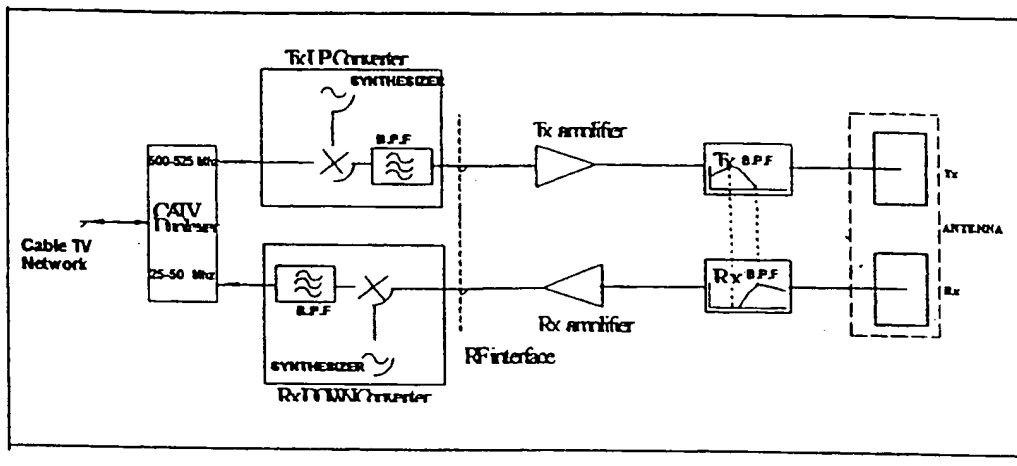 Tx UP Converter
SYNTHESIZER
B.P.F
500-525 Mhz
CATV
Duplexer
25-50 Mhz
Cable TV
Network
Tx amplifier
Tx B.P.F
Tx
ANTENNA
Rx B.P.F
Rx
Rx amplifier
RF interface
B.P.F
SYNTHESIZER
Rx DOWN Converter